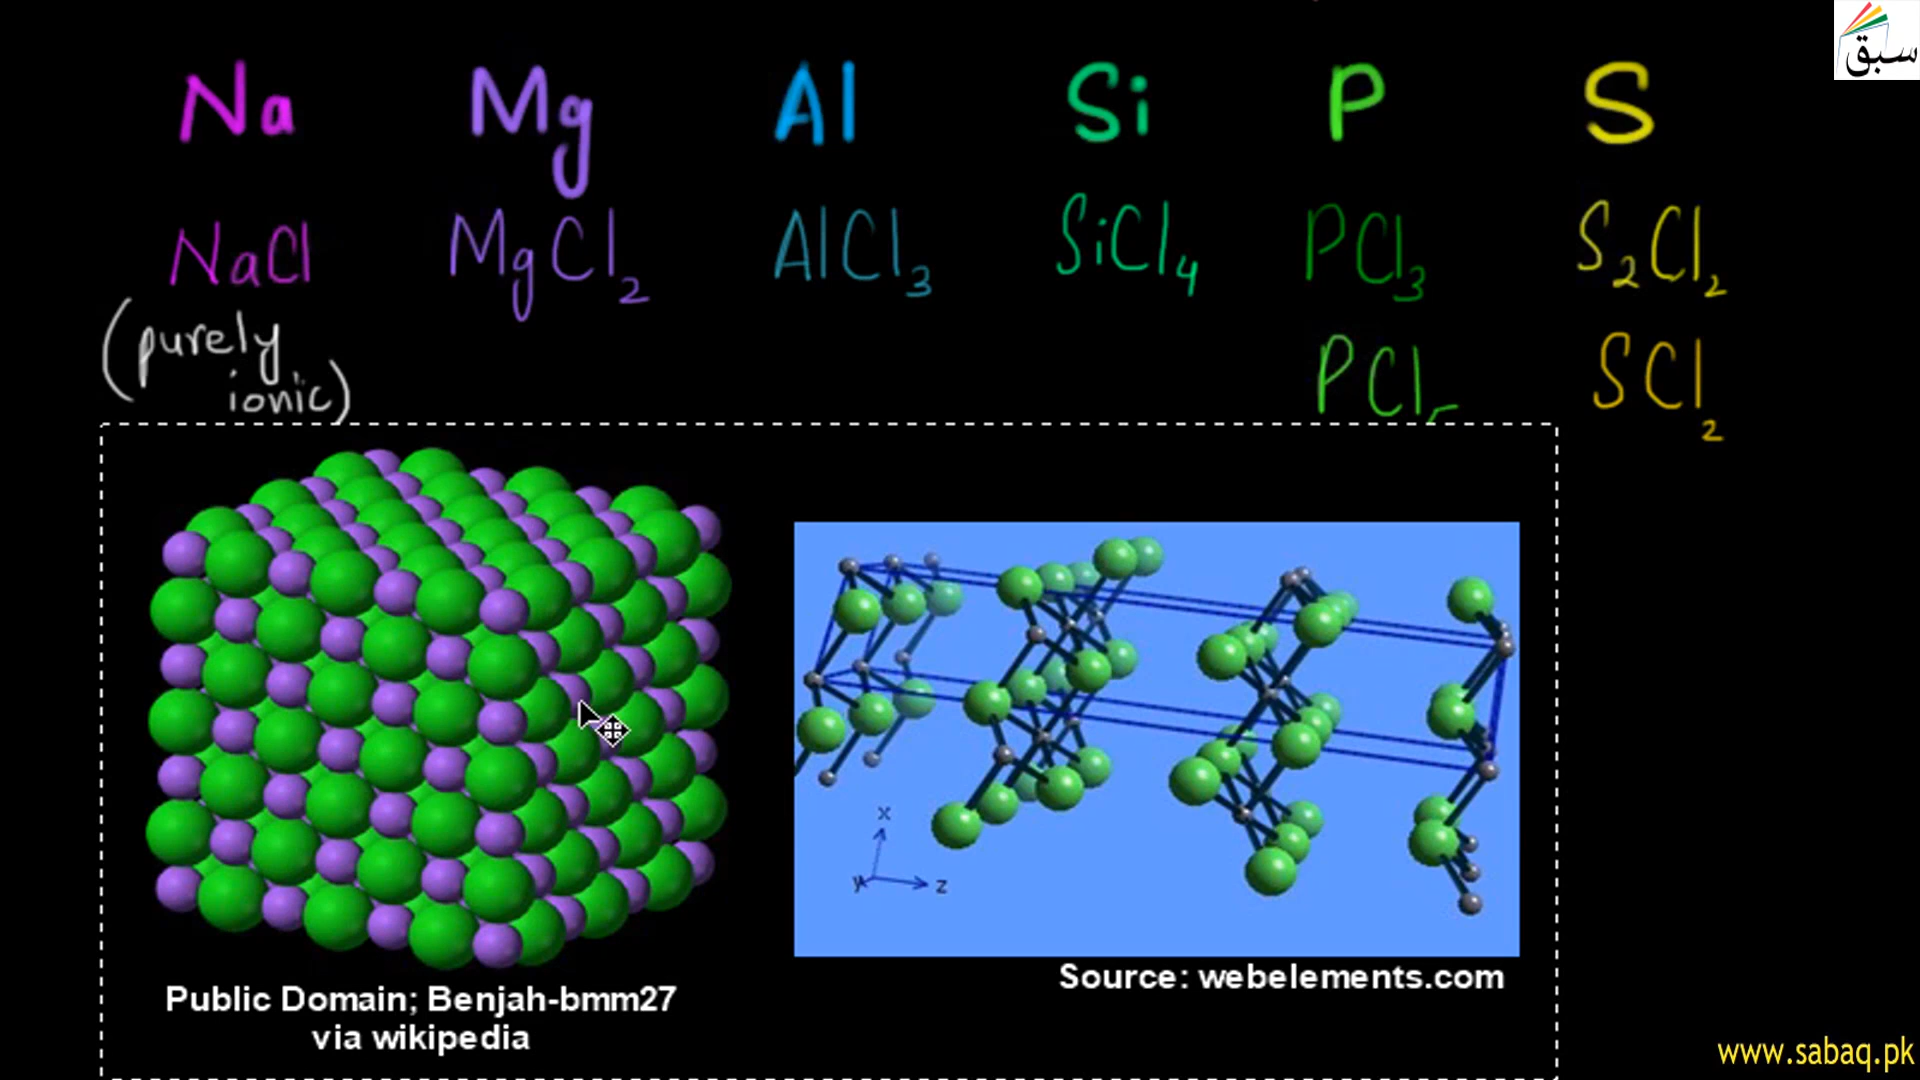 سبق
Na Mg Al Si P S
NaCl MgCl₂ AlCl₃ SiCl₄ PCl₃ S₂Cl₂
(purely
ionic)
PCl₅ SCl₂
x
y z
Public Domain; Benjah-bmm27
via wikipedia
Source: webelements.com
www.sabaq.pk